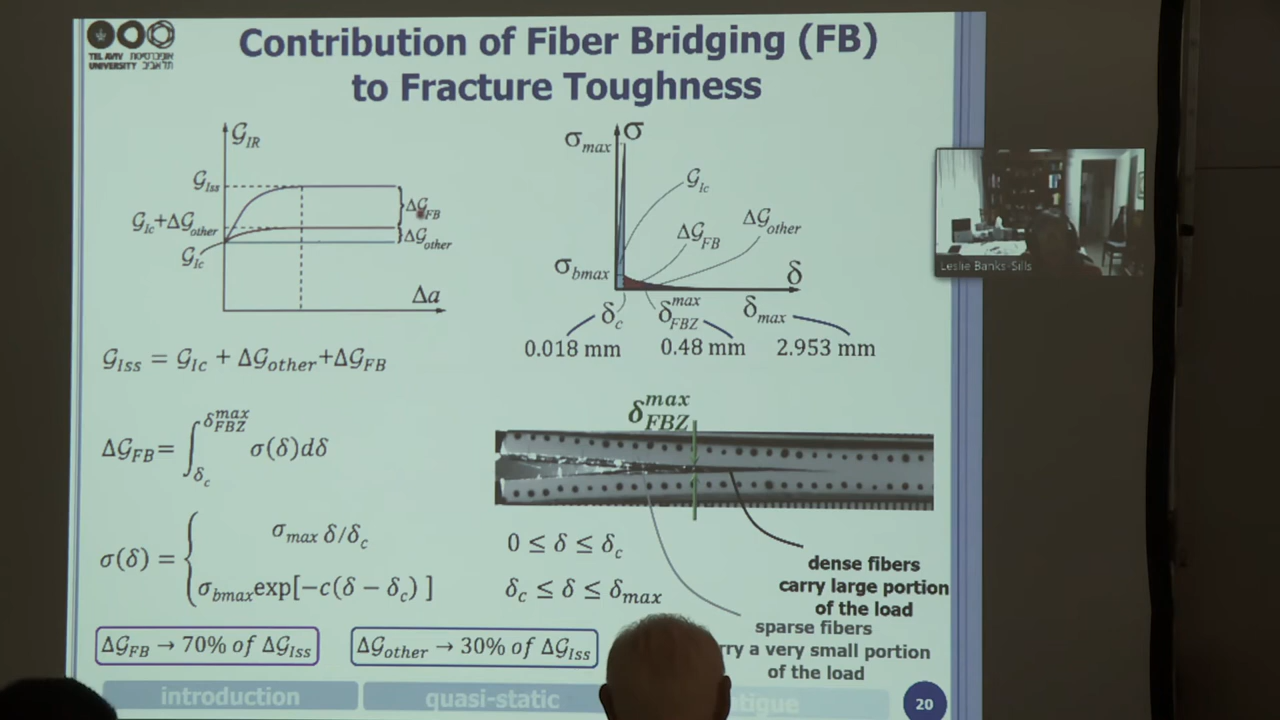 TEL AVIV אוניברסיטת
UNIVERSITY תל אביב
Contribution of Fiber Bridging (FB)
to Fracture Toughness
𝒢_IR
𝒢_Iss
𝒢_Ic+Δ𝒢_other
𝒢_Ic
Δ𝒢_FB
Δ𝒢_other
Δa
σ_max
σ
𝒢_Ic
Δ𝒢_FB
Δ𝒢_other
σ_bmax
δ
δ_c
δ_FBZ^max
δ_max
0.018 mm 0.48 mm 2.953 mm
Leslie Banks-Sills
𝒢_Iss = 𝒢_Ic + Δ𝒢_other+Δ𝒢_FB
Δ𝒢_FB= ∫_δ_c^δ_FBZ^max σ(δ)dδ
δ_FBZ^max
σ(δ) = {
σ_max δ/δ_c 0 ≤ δ ≤ δ_c
σ_bmax exp[−c(δ − δ_c) ] δ_c ≤ δ ≤ δ_max
dense fibers
carry large portion
of the load
sparse fibers
a very small portion
of the load
Δ𝒢_FB → 70% of Δ𝒢_Iss
Δ𝒢_other → 30% of Δ𝒢_Iss
introduction
quasi-static
20